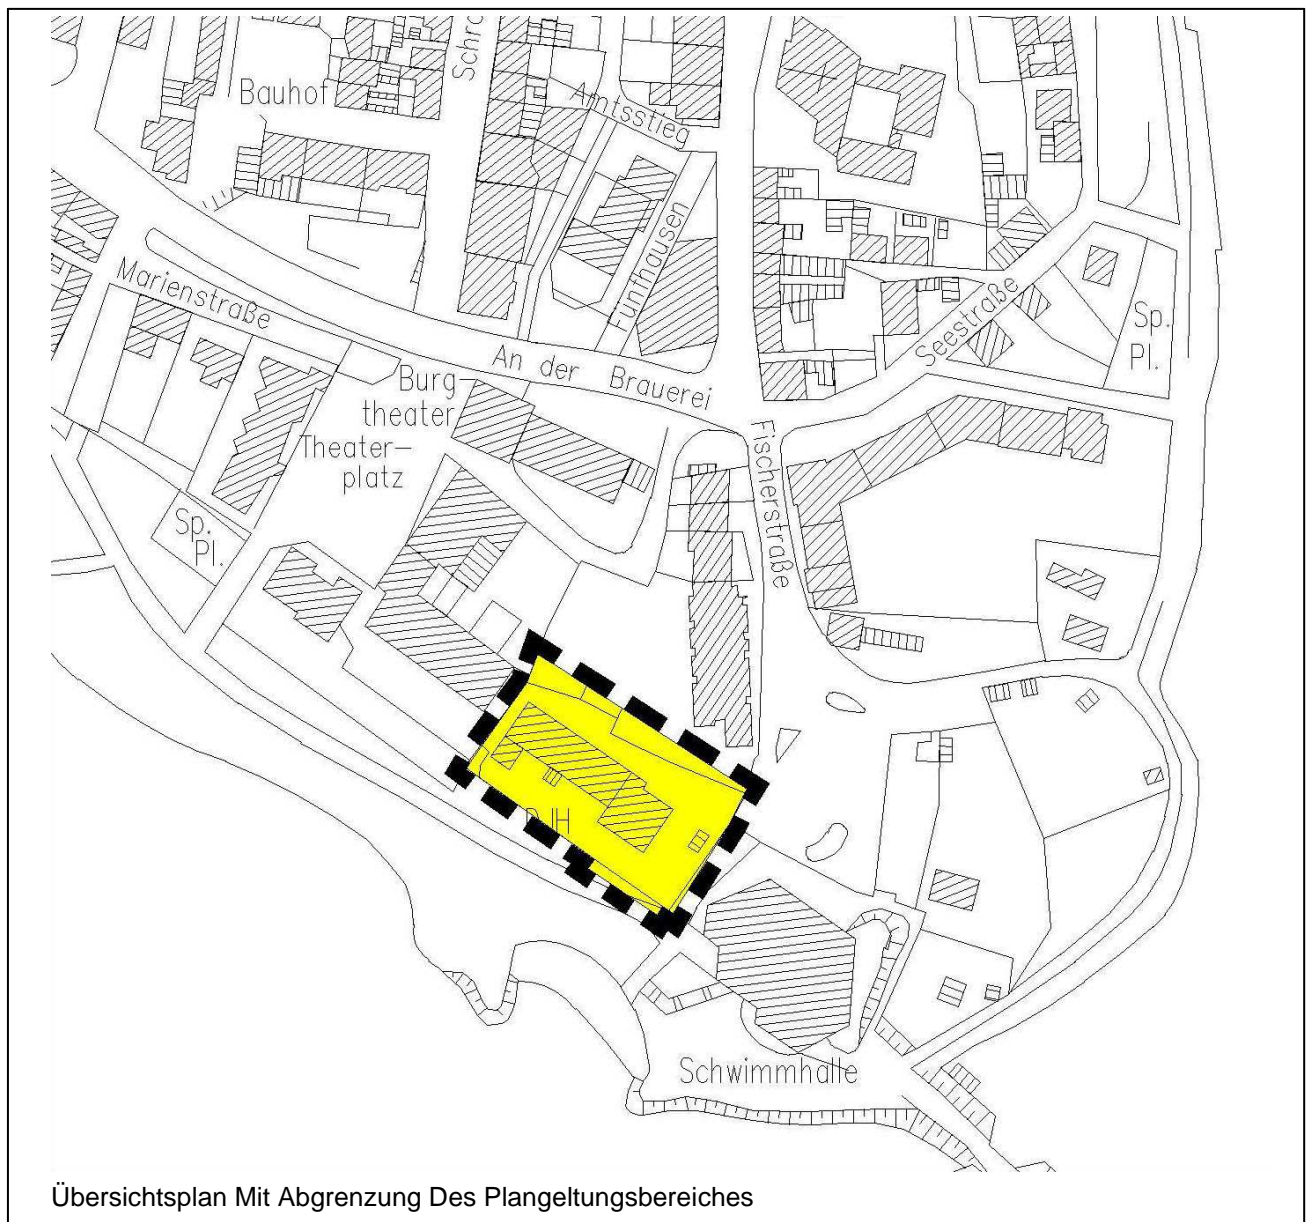 Bauhof
Schra
Amtsstieg
Fünfhausen
Marienstraße
An der Brauerei
Seestraße
Sp.
Pl.
Burg-
theater
Theater-
platz
Fischerstraße
Sp.
Pl.
DJH
Schwimmhalle
Übersichtsplan Mit Abgrenzung Des Plangeltungsbereiches